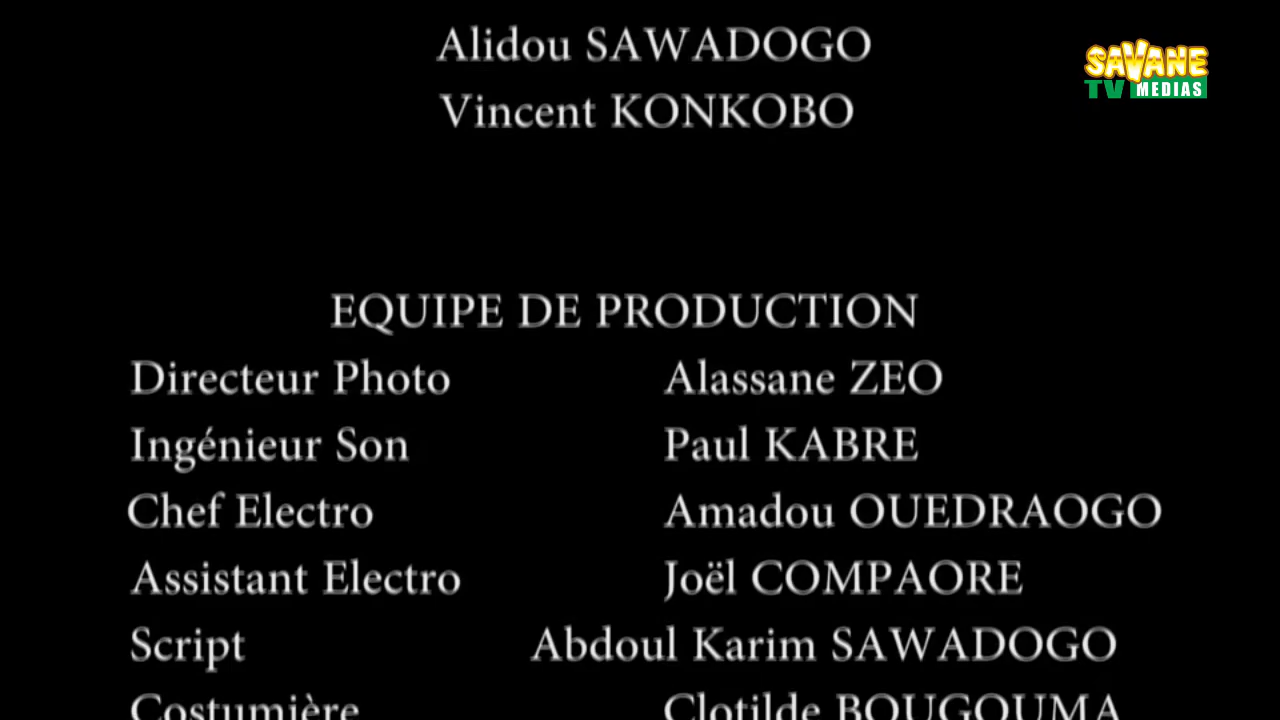 Alidou SAWADOGO
SAVANE
TV MEDIAS
Vincent KONKOBO
EQUIPE DE PRODUCTION
Directeur Photo Alassane ZEO
Ingénieur Son Paul KABRE
Chef Electro Amadou OUEDRAOGO
Assistant Electro Joël COMPAORE
Script Abdoul Karim SAWADOGO
Costumière Clotilde BOUGOUMA